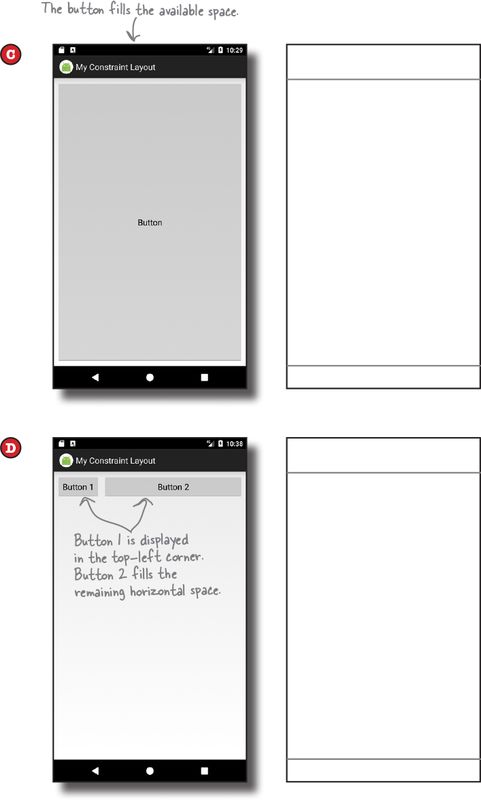 The button fills the available space.
C
10:29
My Constraint Layout
Button
D
10:38
My Constraint Layout
Button 1 Button 2
Button 1 is displayed
in the top-left corner.
Button 2 fills the
remaining horizontal space.